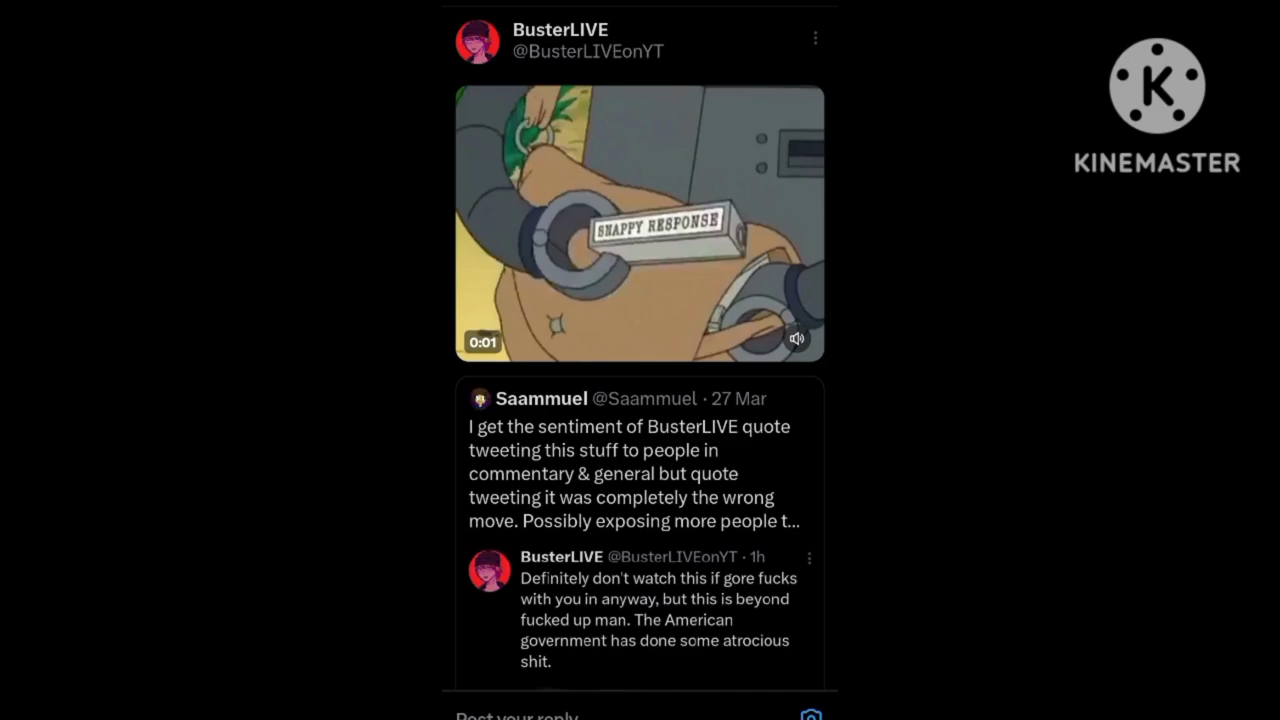 BusterLIVE
@BusterLIVEonYT
KINEMASTER
SNAPPY RESPONSE
0:01
Saammuel @Saammuel · 27 Mar
I get the sentiment of BusterLIVE quote
tweeting this stuff to people in
commentary & general but quote
tweeting it was completely the wrong
move. Possibly exposing more people t...
BusterLIVE @BusterLIVEonYT · 1h
Definitely don't watch this if gore fucks
with you in anyway, but this is beyond
fucked up man. The American
government has done some atrocious
shit.
Post your reply